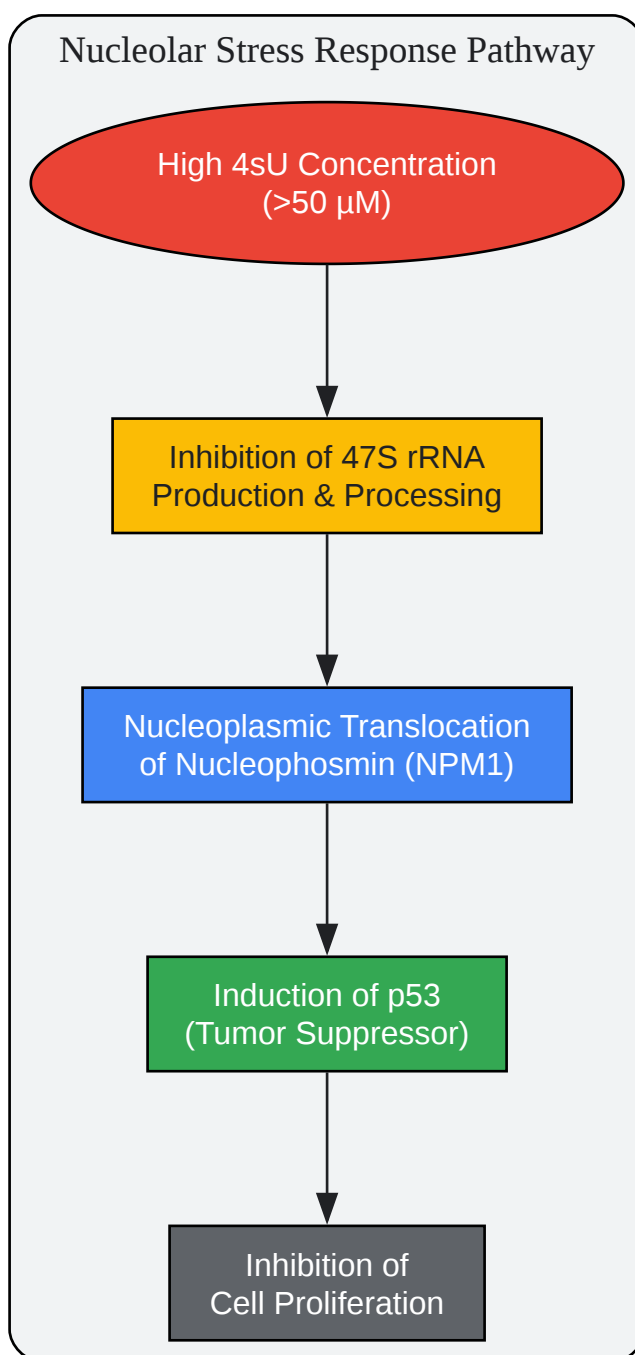 Nucleolar Stress Response Pathway
High 4sU Concentration
(>50 µM)
Inhibition of 47S rRNA
Production & Processing
Nucleoplasmic Translocation
of Nucleophosmin (NPM1)
Induction of p53
(Tumor Suppressor)
Inhibition of
Cell Proliferation